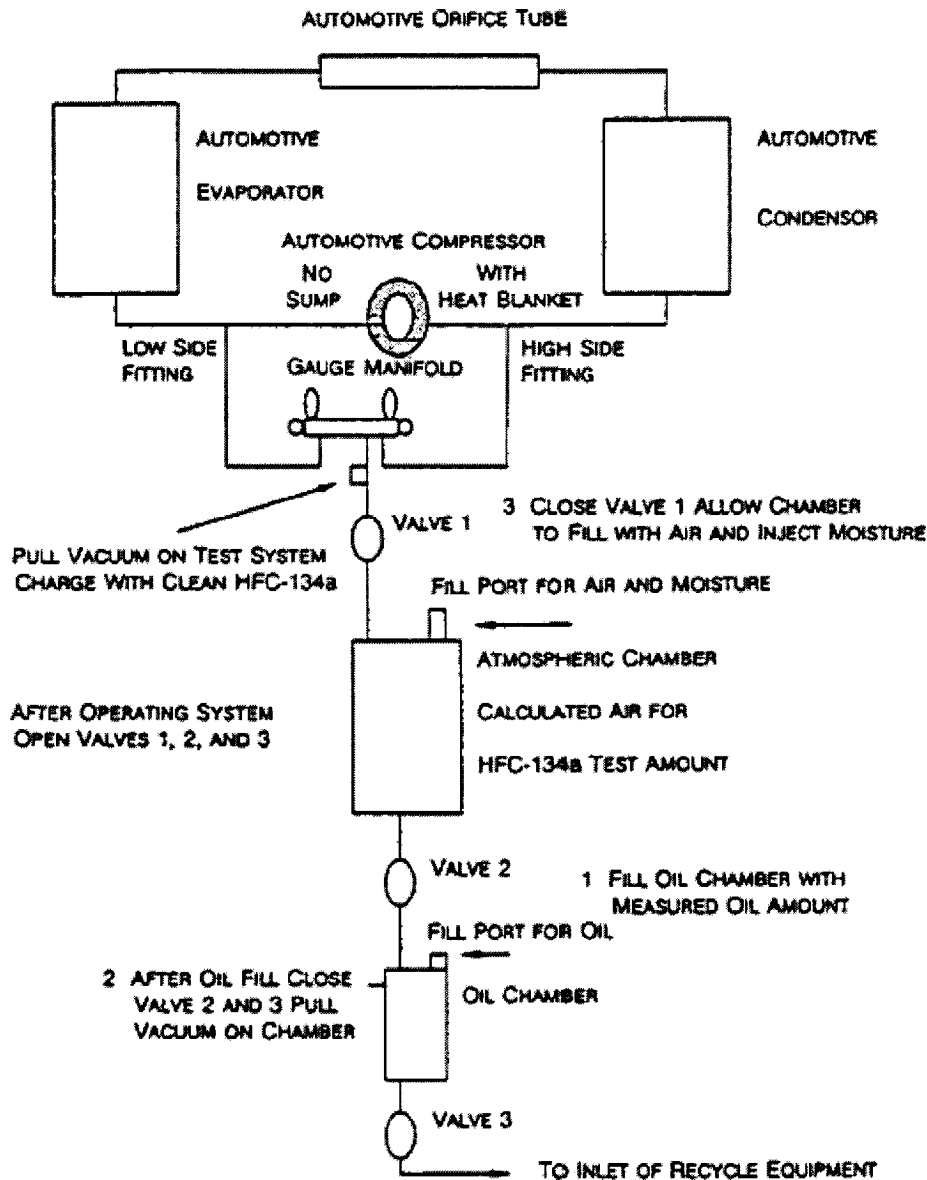 AUTOMOTIVE ORIFICE TUBE
AUTOMOTIVE
EVAPORATOR
AUTOMOTIVE
CONDENSOR
AUTOMOTIVE COMPRESSOR
NO
SUMP
WITH
HEAT BLANKET
LOW SIDE
FITTING
GAUGE MANIFOLD
HIGH SIDE
FITTING
VALVE 1
3 CLOSE VALVE 1 ALLOW CHAMBER
TO FILL WITH AIR AND INJECT MOISTURE
PULL VACUUM ON TEST SYSTEM
CHARGE WITH CLEAN HFC-134a
FILL PORT FOR AIR AND MOISTURE
ATMOSPHERIC CHAMBER
CALCULATED AIR FOR
HFC-134a TEST AMOUNT
AFTER OPERATING SYSTEM
OPEN VALVES 1, 2, AND 3
VALVE 2
1 FILL OIL CHAMBER WITH
MEASURED OIL AMOUNT
FILL PORT FOR OIL
2 AFTER OIL FILL CLOSE
VALVE 2 AND 3 PULL
VACUUM ON CHAMBER
OIL CHAMBER
VALVE 3
TO INLET OF RECYCLE EQUIPMENT